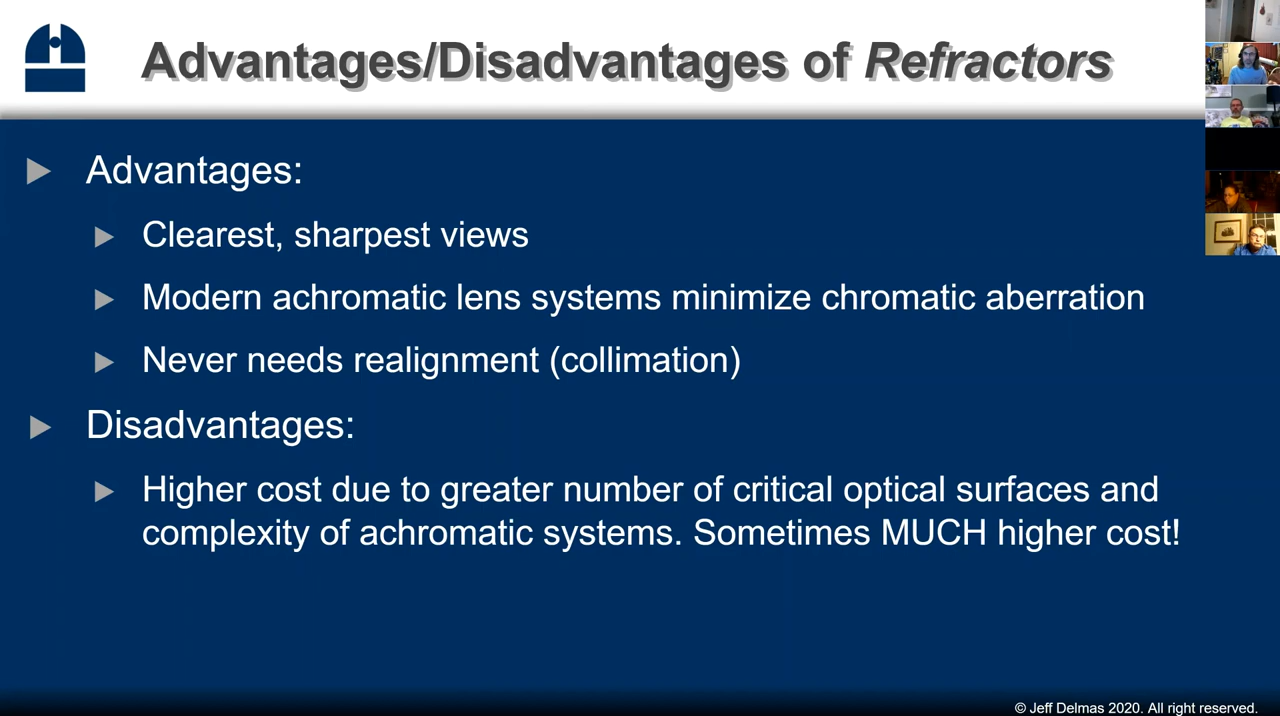 Advantages/Disadvantages of Refractors
Advantages:
Clearest, sharpest views
Modern achromatic lens systems minimize chromatic aberration
Never needs realignment (collimation)
Disadvantages:
Higher cost due to greater number of critical optical surfaces and
complexity of achromatic systems. Sometimes MUCH higher cost!
© Jeff Delmas 2020. All right reserved.